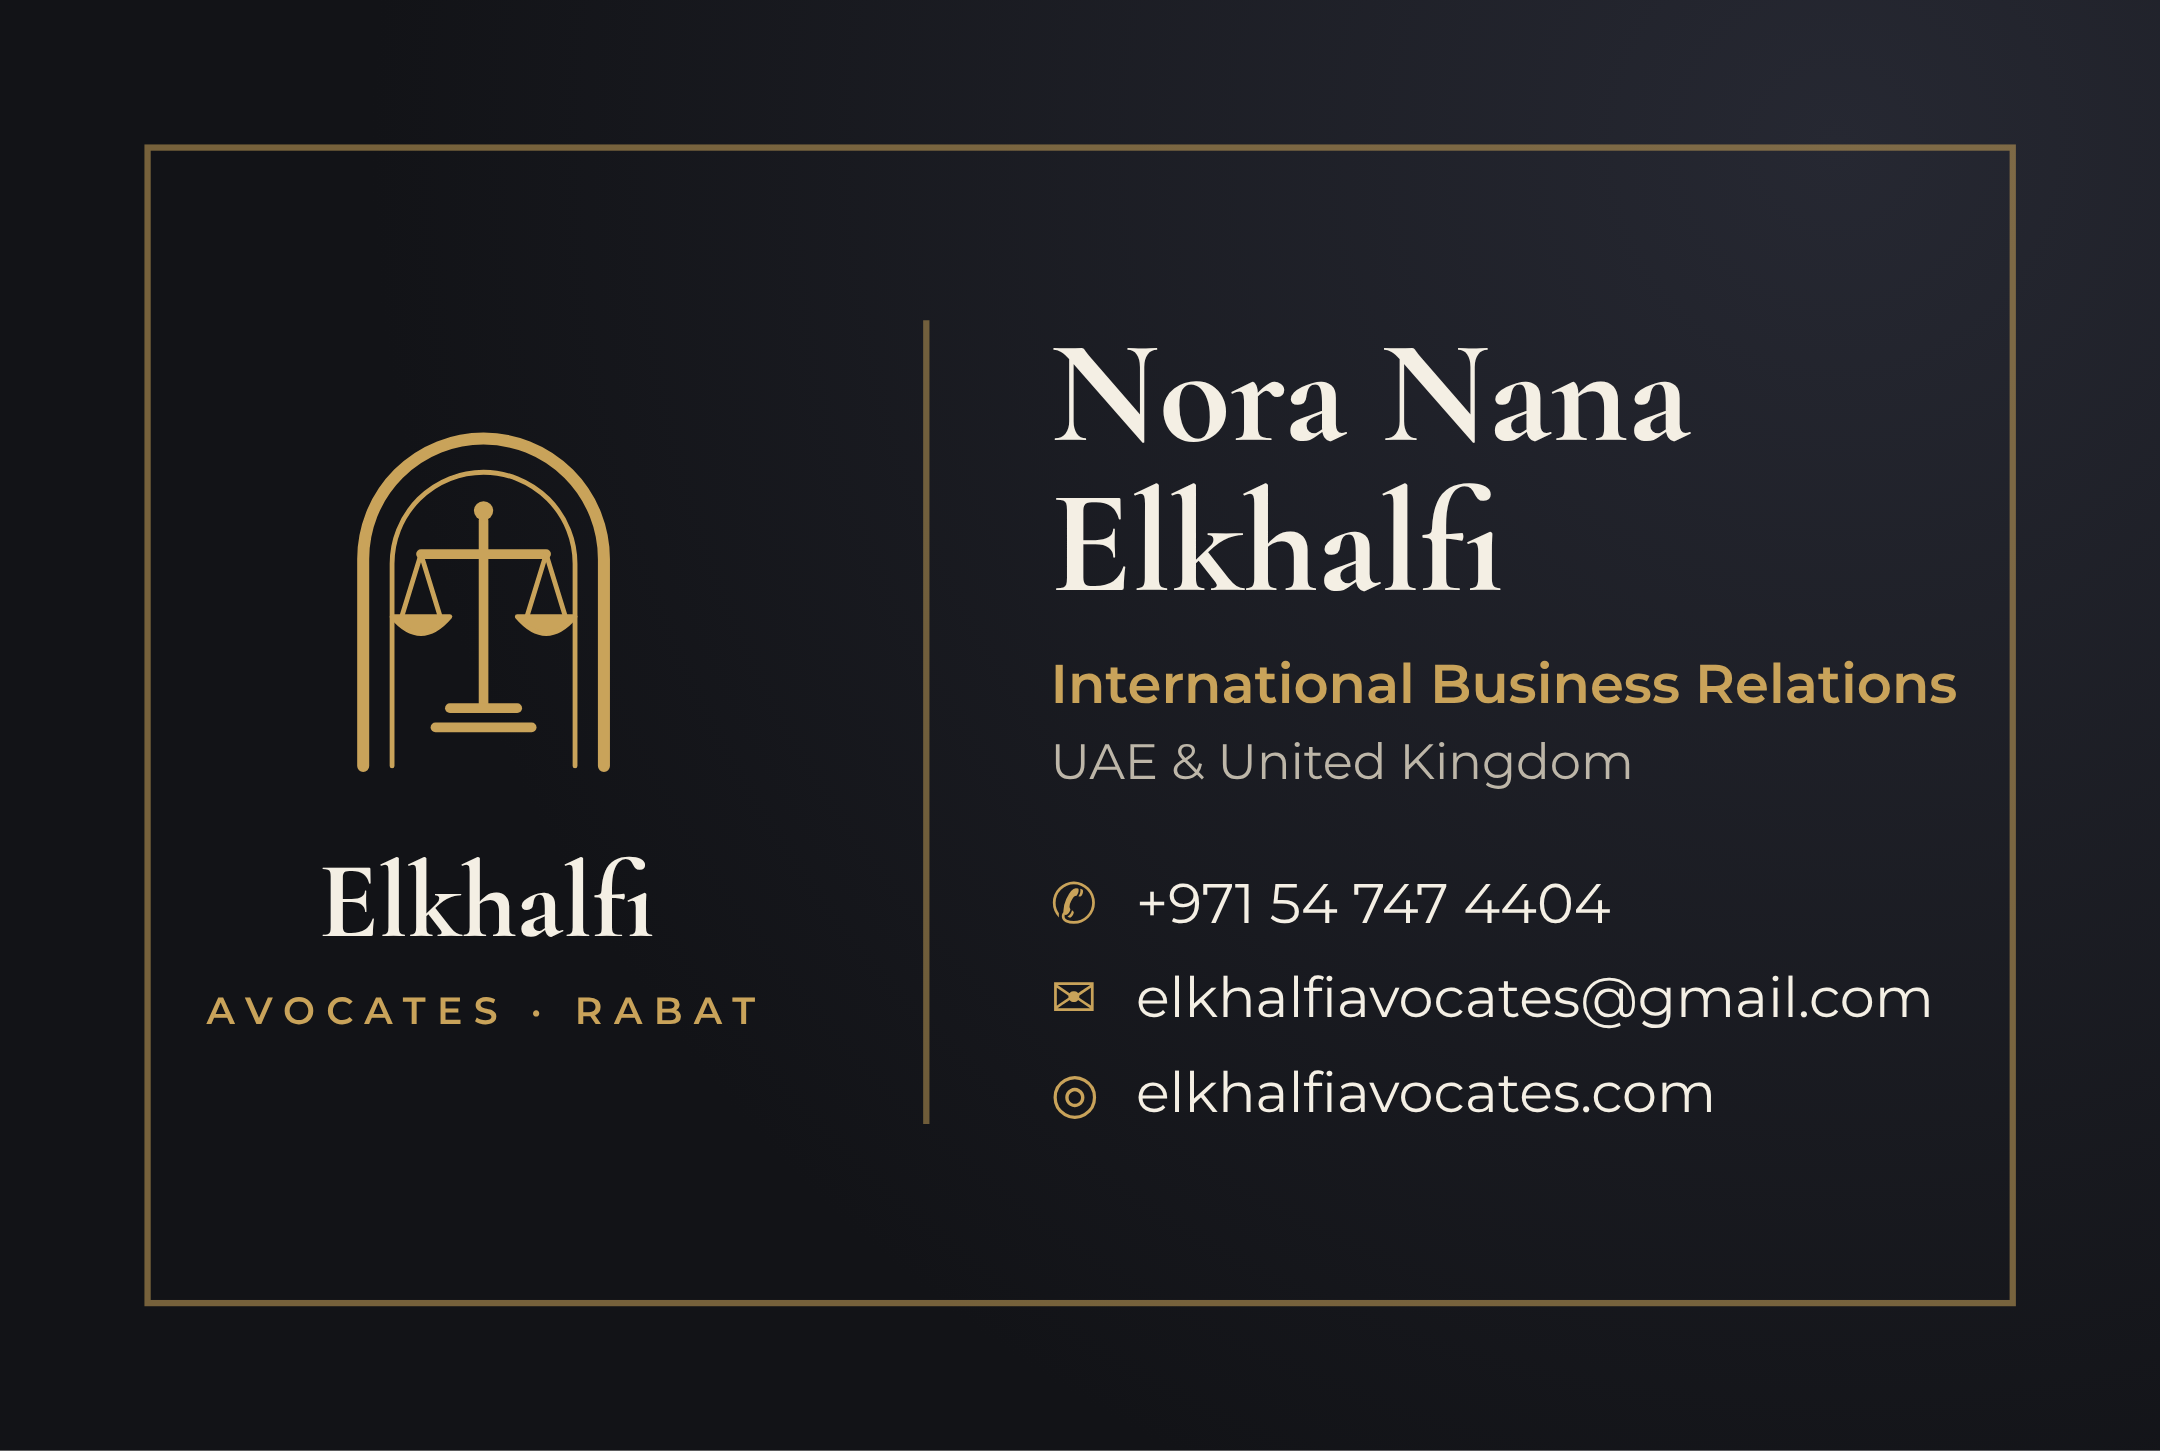 Elkhalfi
AVOCATES · RABAT
Nora Nana
Elkhalfi
International Business Relations
UAE & United Kingdom
✆ +971 54 747 4404
✉ elkhalfiavocates@gmail.com
◎ elkhalfiavocates.com